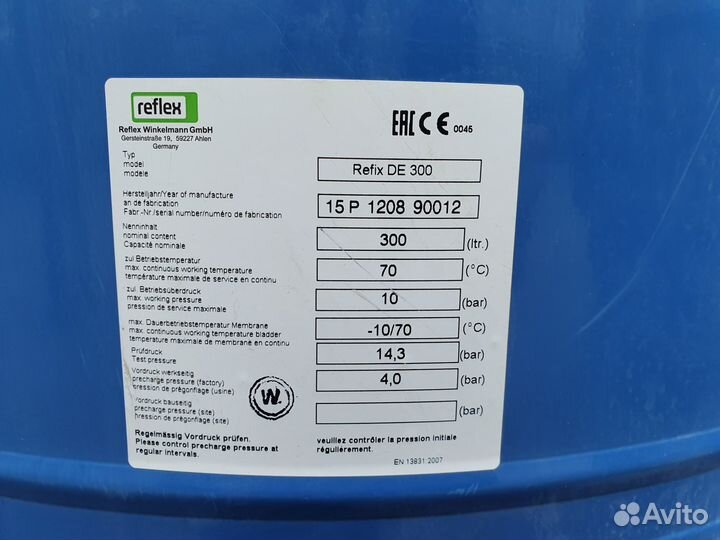 reflex
Reflex Winkelmann GmbH
Gersteinstraße 19, 59227 Ahlen
Germany
EAC CE 0045
Typ
model
modèle
Refix DE 300
Herstelljahr/Year of manufacture
an de fabrication
Fabr.-Nr./serial number/numéro de fabrication
15 P 1208 90012
Nenninhalt
nominal content
Capacité nominale
300 (ltr.)
zul.Betriebstemperatur
max. continuous working temperature
température maximale de service en continu
70 (°C)
zul. Betriebsüberdruck
max. working pressure
pression de service maximale
10 (bar)
max. Dauerbetriebstemperatur Membrane
max. continuous working temperature bladder
temperature maximale de membrane en continu
-10/70 (°C)
Prüfdruck
Test pressure
14,3 (bar)
Vordruck werkseitig
precharge pressure (factory)
pression de prégonflage (usine)
4,0 (bar)
W.
Vordruck bauseitig
precharge pressure (site)
pression de prégonflage (site)
(bar)
Regelmässig Vordruck prüfen.
Please control precharge pressure at
regular intervals.
veuillez contrôler la pression initiale
régulièrement.
EN 13831:2007
Avito